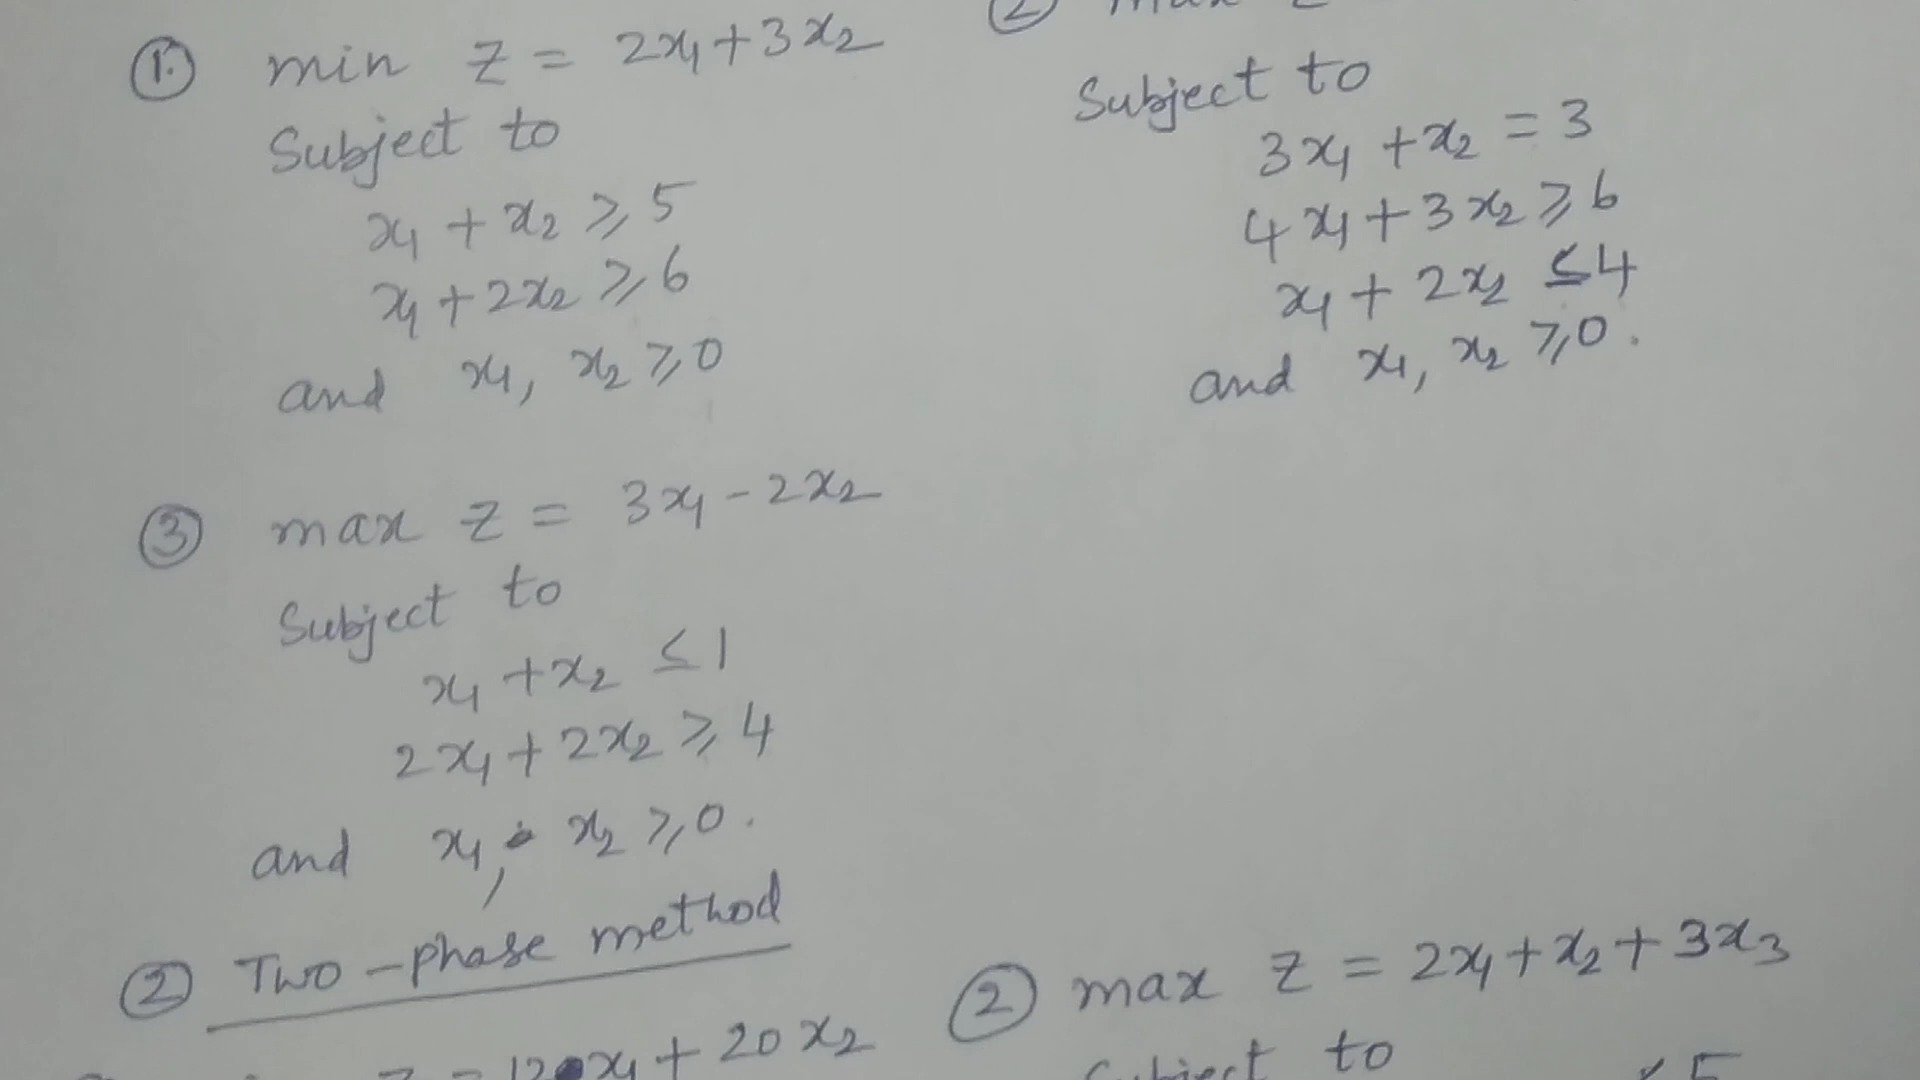 ① min z = 2x₁+3x₂
Subject to
x₁ + x₂ ≥ 5
x₁ + 2x₂ ≥ 6
and x₁, x₂ ≥ 0
②
Subject to
3x₁ + x₂ = 3
4x₁ + 3x₂ ≥ 6
x₁ + 2x₂ ≤ 4
and x₁, x₂ ≥ 0.
③ max z = 3x₁ - 2x₂
Subject to
x₁ + x₂ ≤ 1
2x₁ + 2x₂ ≥ 4
and x₁, x₂ ≥ 0.
② Two-phase method
x₁ + 20x₂
② max z = 2x₁ + x₂ + 3x₃
Subject to